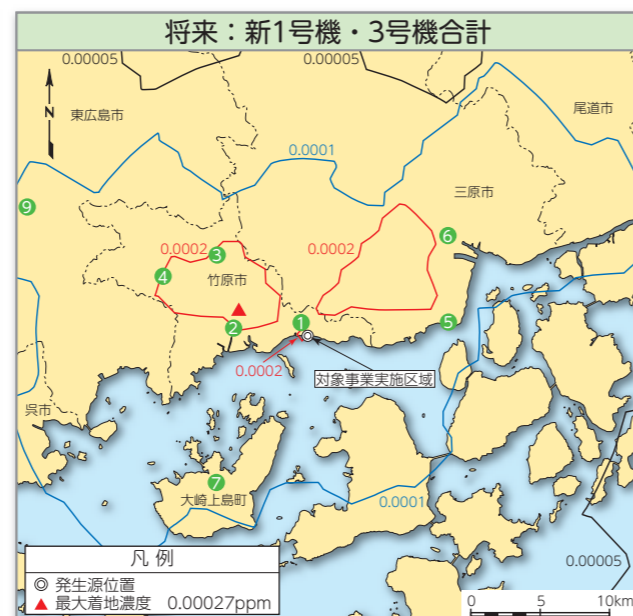 将来：新1号機・3号機合計
0.00005
0.00005
N
東広島市
尾道市
0.0001
三原市
9
0.0002
3
0.0002
6
4
竹原市
2
1
5
0.0002
対象事業実施区域
呉市
7
大崎上島町
0.0001
0.00005
凡 例
◎ 発生源位置
▲ 最大着地濃度 0.00027ppm
0 5 10km